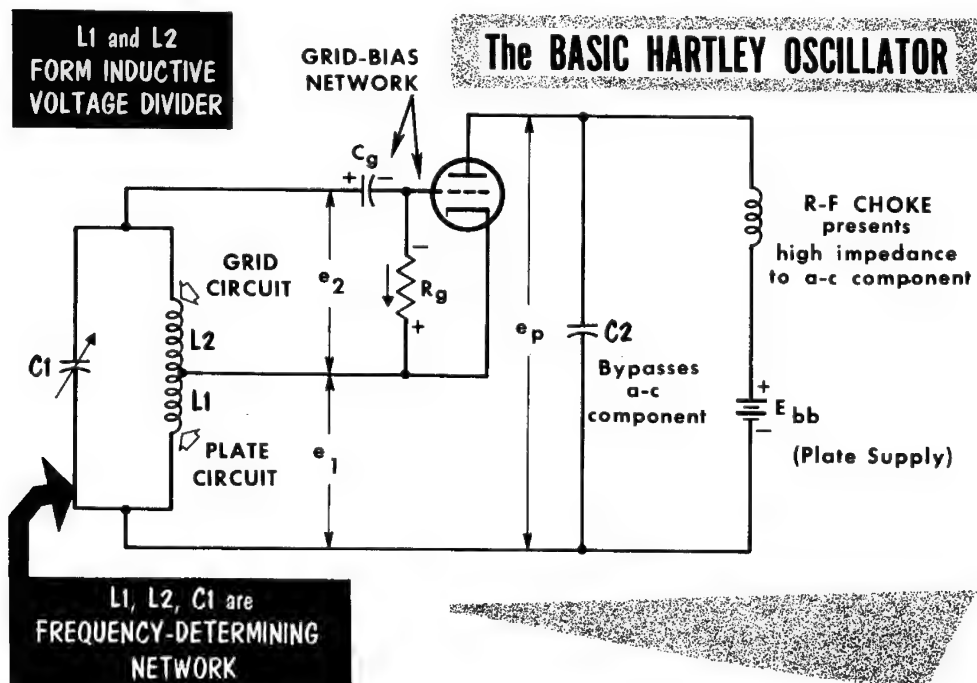 L1 and L2
FORM INDUCTIVE
VOLTAGE DIVIDER
The BASIC HARTLEY OSCILLATOR
GRID-BIAS
NETWORK
Cg
+ −
−
Rg
+
e2
GRID
CIRCUIT
L2
C1
L1
PLATE
CIRCUIT
e1
ep
C2
Bypasses
a-c
component
R-F CHOKE
presents
high impedance
to a-c component
+
Ebb
−
(Plate Supply)
L1, L2, C1 are
FREQUENCY-DETERMINING
NETWORK